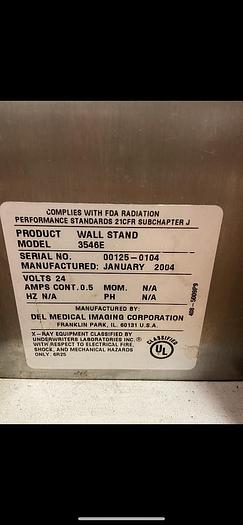 COMPLIES WITH FDA RADIATION
PERFORMANCE STANDARDS 21CFR SUBCHAPTER J
PRODUCT WALL STAND
MODEL 3546E
SERIAL NO. 00125-0104
MANUFACTURED: JANUARY 2004
VOLTS 24
AMPS CONT. 0.5 MOM. N/A
HZ N/A PH N/A
MANUFACTURED BY:
DEL MEDICAL IMAGING CORPORATION
FRANKLIN PARK, IL. 60131 U.S.A.
X-RAY EQUIPMENT CLASSIFIED BY
UNDERWRITERS LABORATORIES INC.®
WITH RESPECT TO ELECTRICAL FIRE,
SHOCK, AND MECHANICAL HAZARDS
ONLY. 6R25
CLASSIFIED
UL